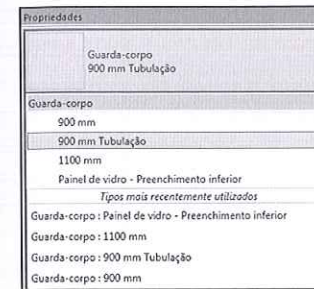 Propriedades
Guarda-corpo
900 mm Tubulação
Guarda-corpo
900 mm
900 mm Tubulação
1100 mm
Painel de vidro - Preenchimento inferior
Tipos mais recentemente utilizados
Guarda-corpo : Painel de vidro - Preenchimento inferior
Guarda-corpo : 1100 mm
Guarda-corpo : 900 mm Tubulação
Guarda-corpo : 900 mm